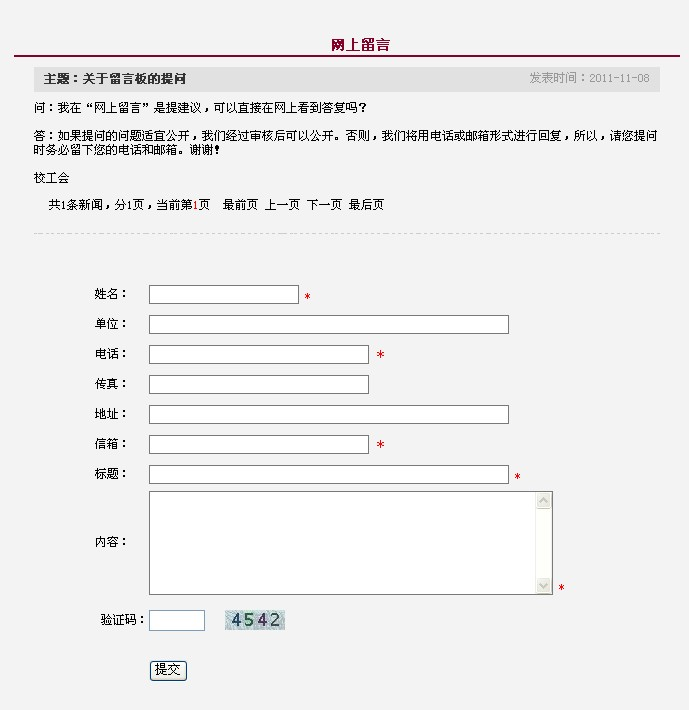 网上留言
主题：关于留言板的提问 发表时间：2011-11-08
问：我在“网上留言”是提建议，可以直接在网上看到答复吗？
答：如果提问的问题适宜公开，我们经过审核后可以公开。否则，我们将用电话或邮箱形式进行回复，所以，请您提问
时务必留下您的电话和邮箱。谢谢！
校工会
共1条新闻，分1页，当前第1页 最前页 上一页 下一页 最后页
姓名： *
单位：
电话： *
传真：
地址：
信箱： *
标题： *
内容： *
验证码： 4542
提交